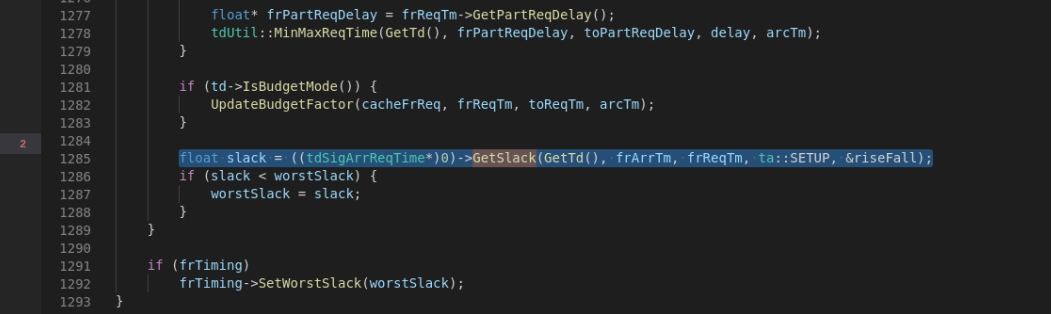 1277 float* frPartReqDelay = frReqTm->GetPartReqDelay();
1278 tdUtil::MinMaxReqTime(GetTd(), frPartReqDelay, toPartReqDelay, delay, arcTm);
1279 }
1280
1281 if (td->IsBudgetMode()) {
1282 UpdateBudgetFactor(cacheFrReq, frReqTm, toReqTm, arcTm);
1283 }
2 1284
1285 float slack = ((tdSigArrReqTime*)0)->GetSlack(GetTd(), frArrTm, frReqTm, ta::SETUP, &riseFall);
1286 if (slack < worstSlack) {
1287 worstSlack = slack;
1288 }
1289 }
1290
1291 if (frTiming)
1292 frTiming->SetWorstSlack(worstSlack);
1293 }